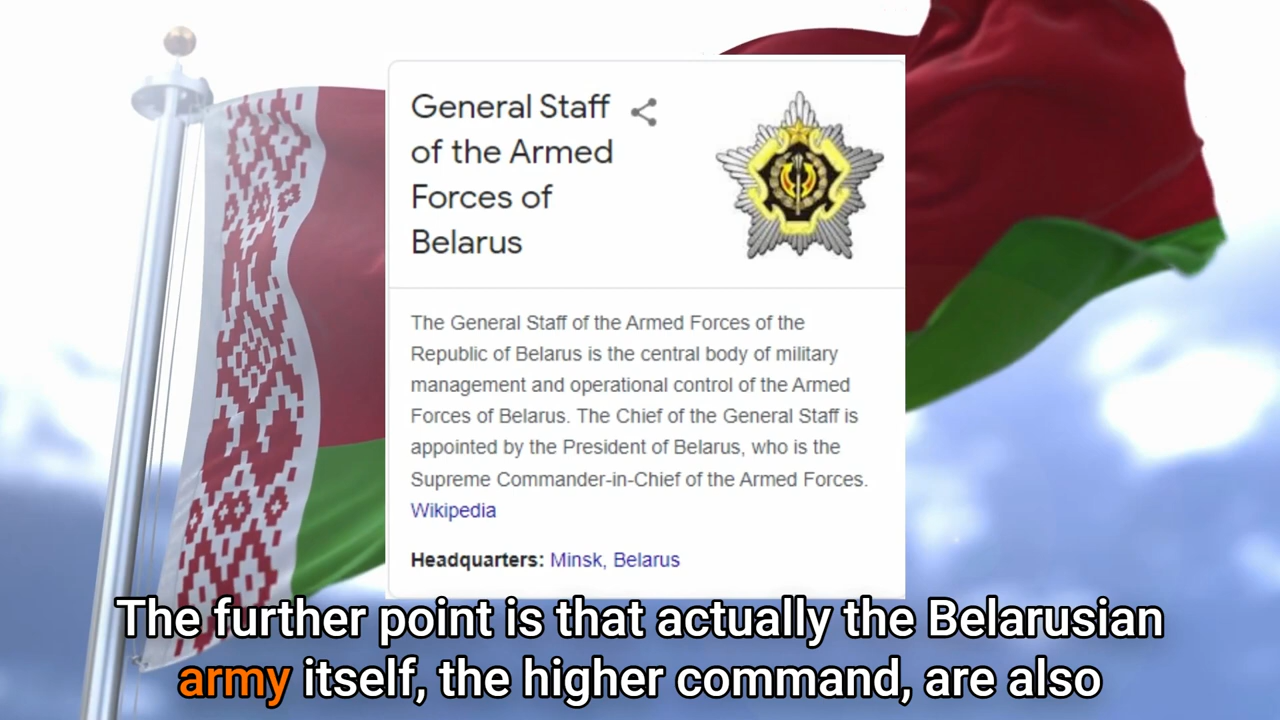 General Staff
of the Armed
Forces of
Belarus
The General Staff of the Armed Forces of the
Republic of Belarus is the central body of military
management and operational control of the Armed
Forces of Belarus. The Chief of the General Staff is
appointed by the President of Belarus, who is the
Supreme Commander-in-Chief of the Armed Forces.
Wikipedia
Headquarters: Minsk, Belarus
The further point is that actually the Belarusian
army itself, the higher command, are also